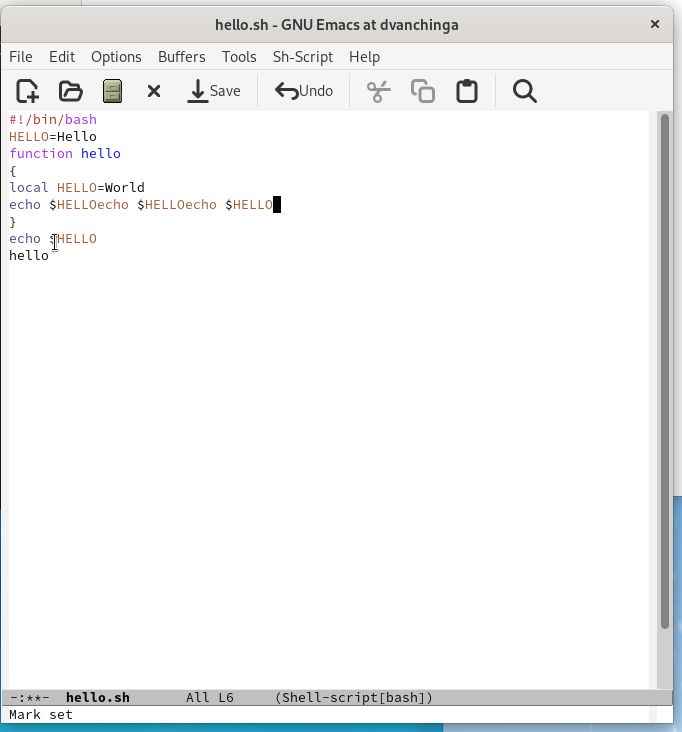 hello.sh - GNU Emacs at dvanchinga
File Edit Options Buffers Tools Sh-Script Help
Save Undo
#!/bin/bash
HELLO=Hello
function hello
{
local HELLO=World
echo $HELLOecho $HELLOecho $HELLO
}
echo $HELLO
hello
-:**- hello.sh All L6 (Shell-script[bash])
Mark set